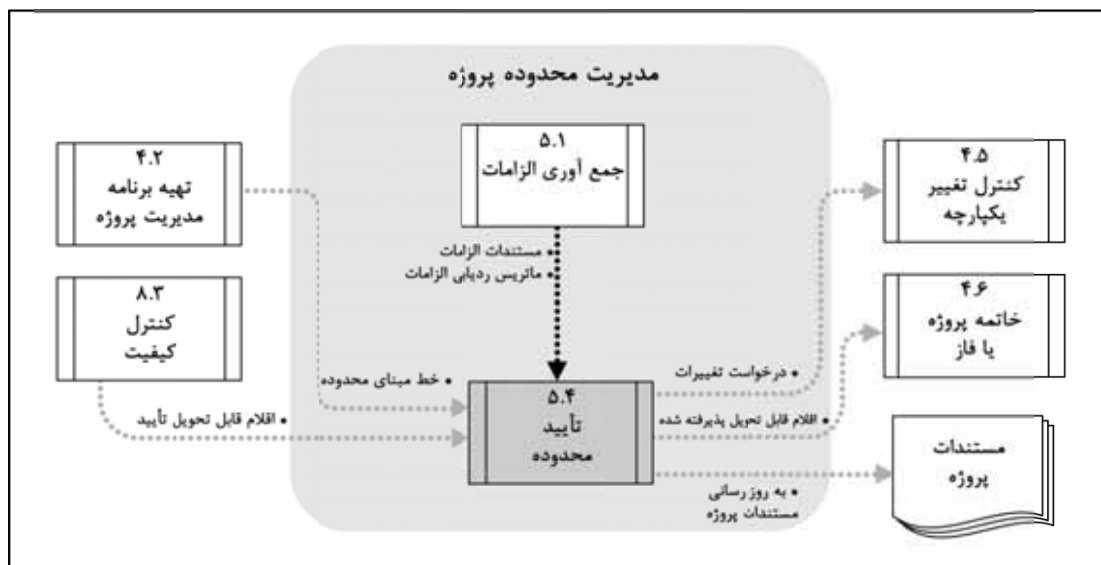 مدیریت محدوده پروژه
۵.۱
جمع آوری الزامات
۴.۲
تهیه برنامه
مدیریت پروژه
۴.۵
کنترل تغییر
یکپارچه
• مستندات الزامات
• ماتریس ردیابی الزامات
۸.۳
کنترل
کیفیت
۴.۶
خاتمه پروژه
یا فاز
• خط مبنای محدوده
• درخواست تغییرات
۵.۴
تأیید
محدوده
• اقلام قابل تحویل تأیید
• اقلام قابل تحویل پذیرفته شده
مستندات
پروژه
• به روز رسانی
مستندات پروژه